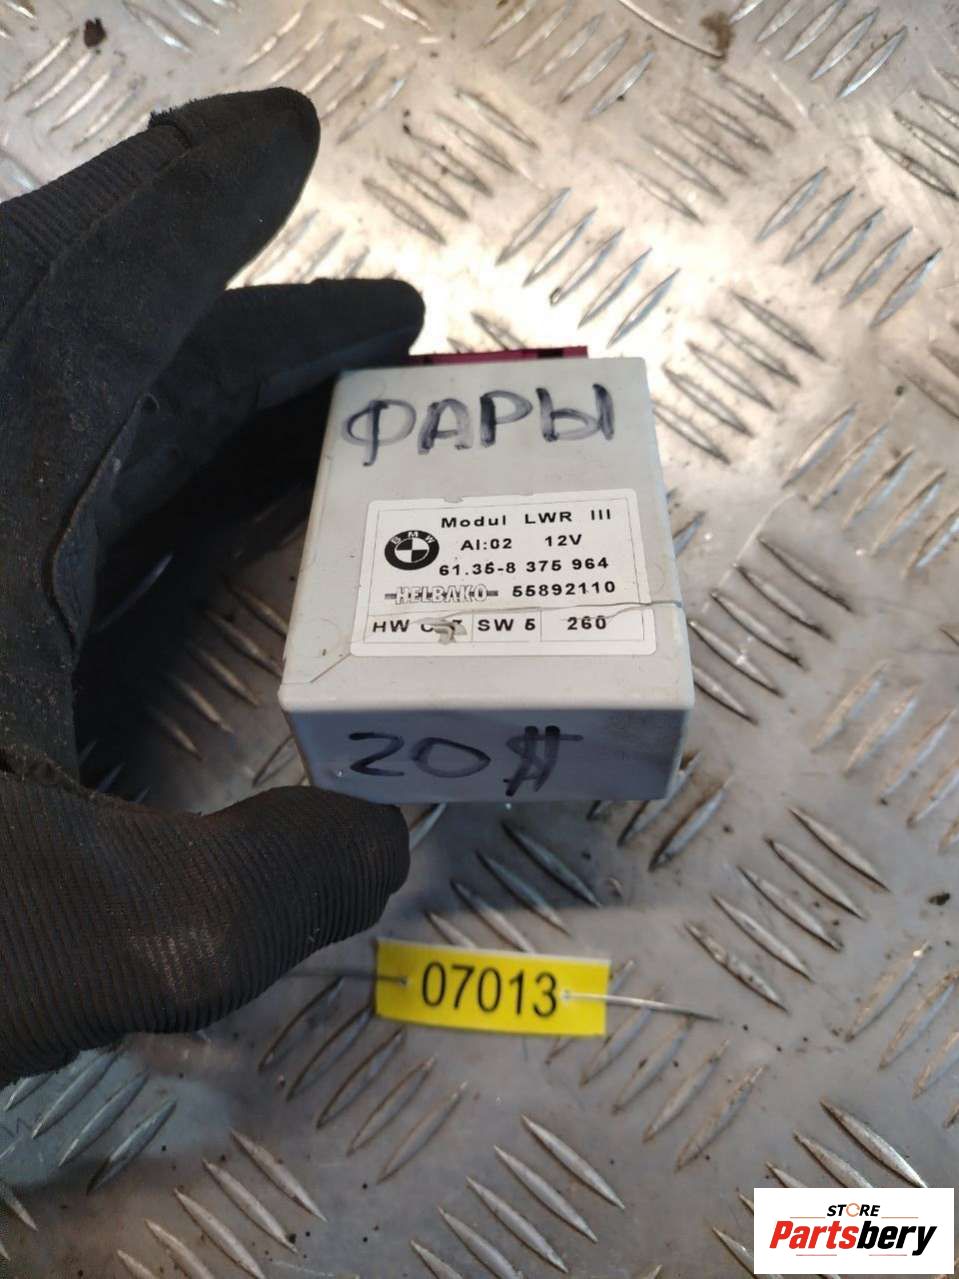 ФАРЫ
BMW
Modul LWR III
AI:02 12V
61.35-8 375 964
HELBAKO 55892110
HW SW 5 260
20$
07013
STORE
Partsbery